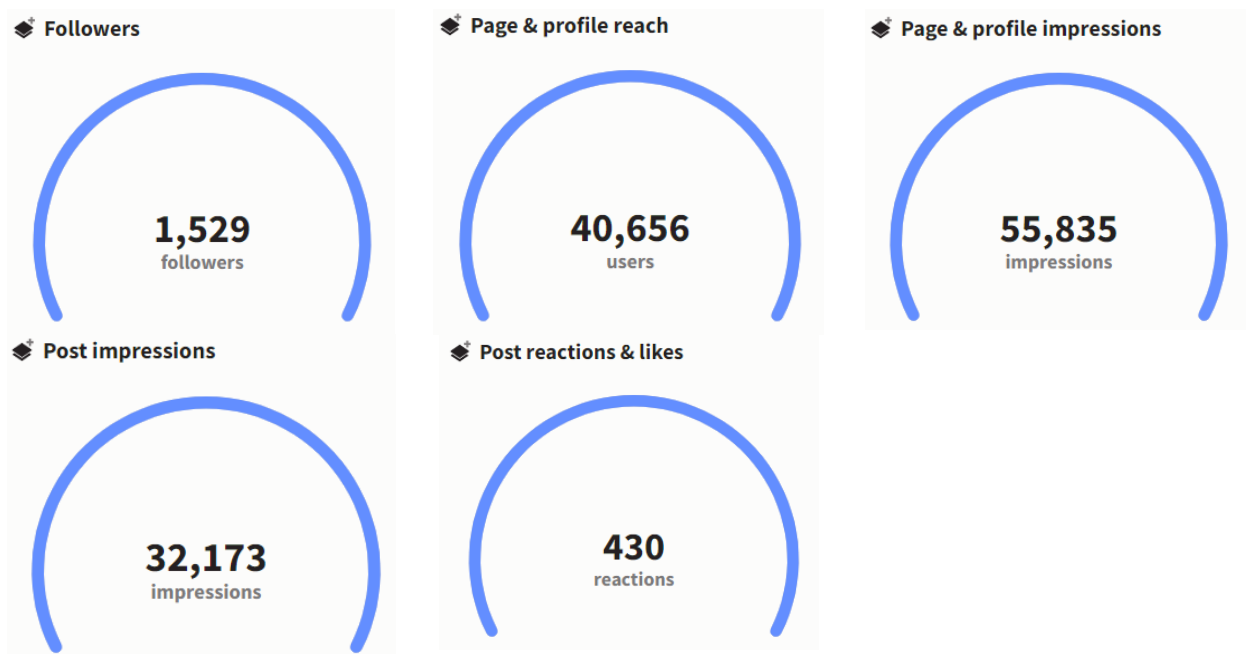 Followers
1,529
followers
Page & profile reach
40,656
users
Page & profile impressions
55,835
impressions
Post impressions
32,173
impressions
Post reactions & likes
430
reactions